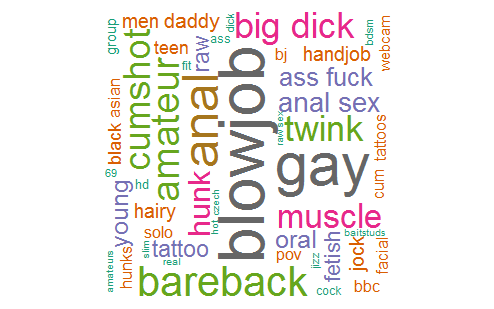 men daddy
dick
big dick
group
ass
bdsm
webcam
teen
raw
bj
handjob
fit
cumshot
amateur
anal
blowjob
ass fuck
anal sex
asian
black
raw sex
twink
tattoos
gay
69
hd
young
hunk
cum
hairy
muscle
hot
czech
solo
baitstuds
oral
tattoo
slim
pov
fetish
jock
facial
hunks
real
jizz
amateurs
bareback
cock
bbc